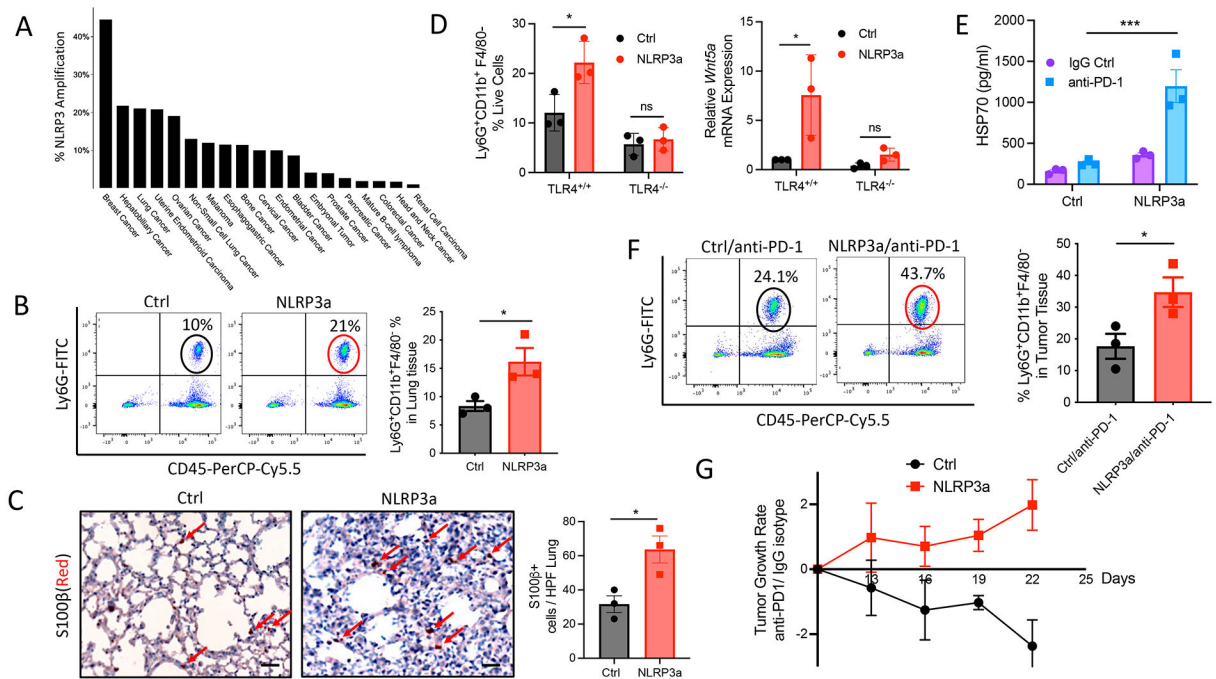 A
% NLRP3 Amplification
40%
30%
20%
10%
Breast Cancer
Hepatobiliary Cancer
Lung Cancer
Uterine Endometrioid Carcinoma
Ovarian Cancer
Non-Small Cell Lung Cancer
Melanoma
Esophagogastric Cancer
Bone Cancer
Cervical Cancer
Endometrial Cancer
Bladder Cancer
Embryonal Tumor
Prostate Cancer
Pancreatic Cancer
Mature B-cell lymphoma
Colorectal Cancer
Head and Neck Cancer
Renal Cell Carcinoma
B
Ctrl
NLRP3a
10%
21%
Ly6G-FITC
CD45-PerCP-Cy5.5
Ly6G⁺CD11b⁺F4/80⁻ %
in Lung tissue
25
20
15
10
5
0
*
Ctrl
NLRP3a
C
Ctrl
NLRP3a
S100β(Red)
S100β+
cells / HPF Lung
80
60
40
20
0
*
Ctrl
NLRP3a
D
Ly6G⁺CD11b⁺ F4/80-
% Live Cells
30
20
10
0
*
ns
Ctrl
NLRP3a
TLR4⁺/⁺
TLR4⁻/⁻
Relative Wnt5a
mRNA Expression
15
10
5
0
*
ns
Ctrl
NLRP3a
TLR4⁺/⁺
TLR4⁻/⁻
E
HSP70 (pg/ml)
2000
1500
1000
500
0
***
IgG Ctrl
anti-PD-1
Ctrl
NLRP3a
F
Ctrl/anti-PD-1
NLRP3a/anti-PD-1
24.1%
43.7%
Ly6G-FITC
CD45-PerCP-Cy5.5
% Ly6G⁺CD11b⁺F4/80⁻
in Tumor Tissue
60
40
20
0
*
Ctrl/anti-PD-1
NLRP3a/anti-PD-1
G
Ctrl
NLRP3a
Tumor Growth Rate
anti-PD1/ IgG isotype
2
0
-2
13
16
19
22
25
Days